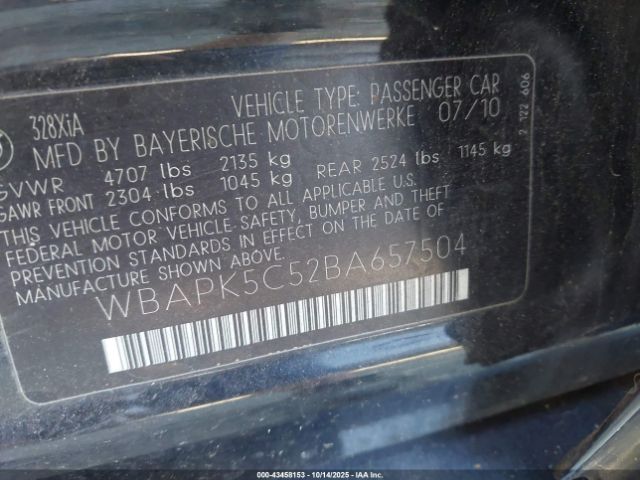 328XiA
VEHICLE TYPE: PASSENGER CAR
MFD BY BAYERISCHE MOTORENWERKE 07/10
GVWR 4707 lbs 2135 kg
GAWR FRONT 2304 lbs 1045 kg REAR 2524 lbs 1145 kg
THIS VEHICLE CONFORMS TO ALL APPLICABLE U.S.
FEDERAL MOTOR VEHICLE-SAFETY, BUMPER AND THEFT
PREVENTION STANDARDS IN EFFECT ON THE DATE OF
MANUFACTURE SHOWN ABOVE.
WBAPK5C52BA657504
2 122 606
000-43458153 | 10/14/2025 | IAAI.COM